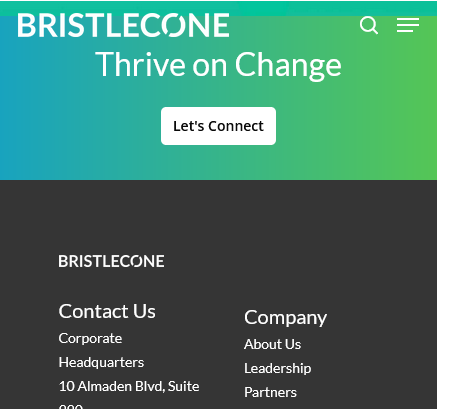 BRISTLECONE
Thrive on Change
Let's Connect
BRISTLECONE
Contact Us
Corporate
Headquarters
10 Almaden Blvd, Suite
Company
About Us
Leadership
Partners